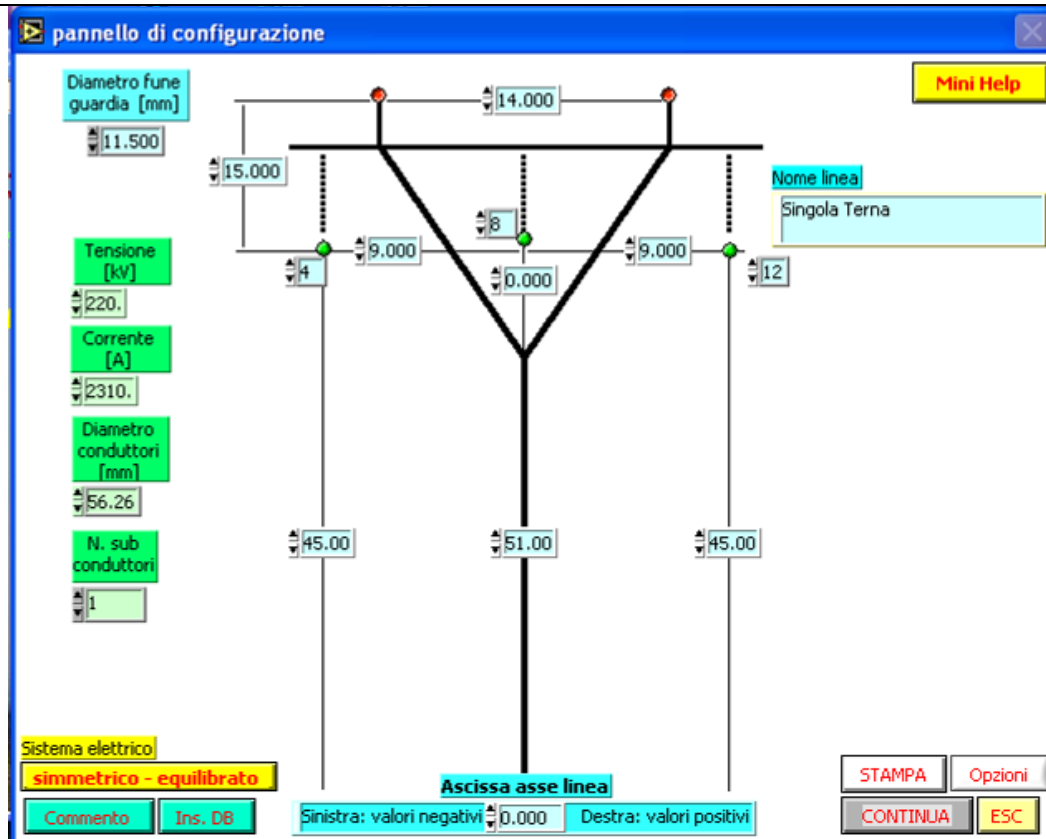 pannello di configurazione
Diametro fune
guardia [mm]
11.500
14.000
Mini Help
15.000
Nome linea
Singola Terna
8
9.000
9.000
4
0.000
12
Tensione
[kV]
220.
Corrente
[A]
2310.
Diametro
conduttori
[mm]
56.26
N. sub
conduttori
1
45.00
51.00
45.00
Sistema elettrico
simmetrico - equilibrato
Commento
Ins. DB
Ascissa asse linea
Sinistra: valori negativi
0.000
Destra: valori positivi
STAMPA
Opzioni
CONTINUA
ESC